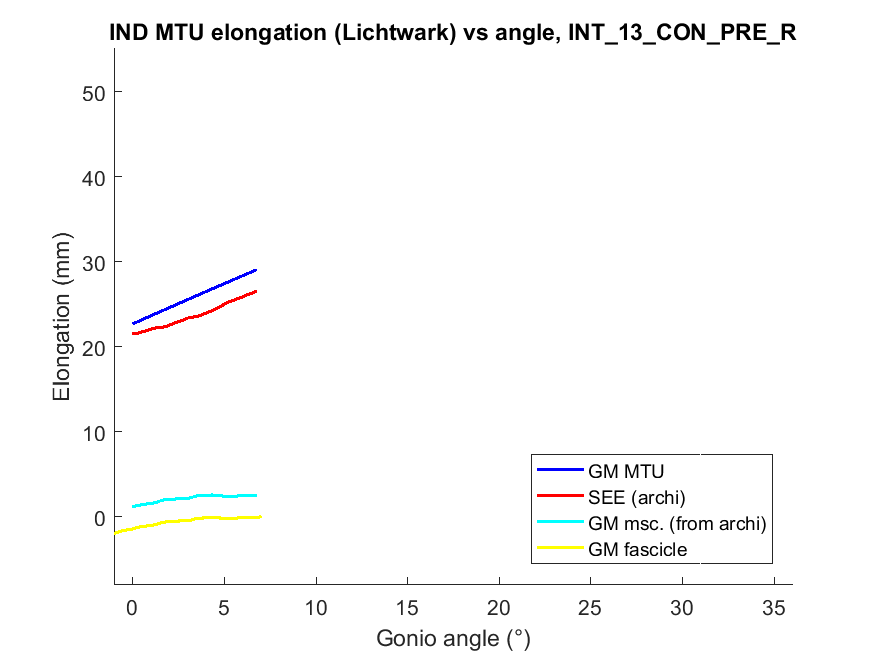 IND MTU elongation (Lichtwark) vs angle, INT_13_CON_PRE_R
Elongation (mm)
50
40
30
20
10
0
GM MTU
SEE (archi)
GM msc. (from archi)
GM fascicle
0 5 10 15 20 25 30 35
Gonio angle (°)